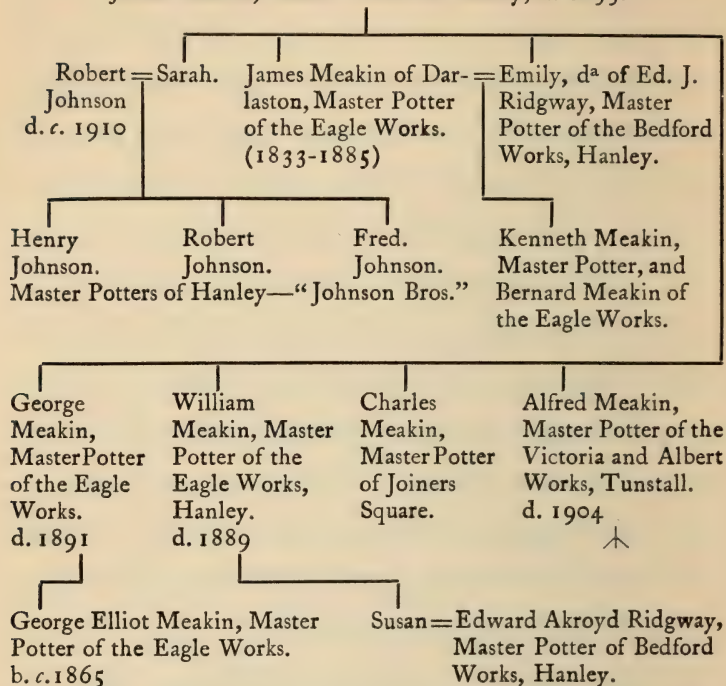 Robert = Sarah.
Johnson
d. c. 1910
James Meakin of Dar-
laston, Master Potter
of the Eagle Works.
(1833-1885)
= Emily, dᵃ of Ed. J.
Ridgway, Master
Potter of the Bedford
Works, Hanley.
Henry
Johnson.
Robert
Johnson.
Fred.
Johnson.
Master Potters of Hanley—“Johnson Bros.”
Kenneth Meakin,
Master Potter, and
Bernard Meakin of
the Eagle Works.
George
Meakin,
Master Potter
of the Eagle
Works.
d. 1891
William
Meakin, Master
Potter of the
Eagle Works,
Hanley.
d. 1889
Charles
Meakin,
Master Potter
of Joiners
Square.
Alfred Meakin,
Master Potter of the
Victoria and Albert
Works, Tunstall.
d. 1904
George Elliot Meakin, Master
Potter of the Eagle Works.
b. c. 1865
Susan = Edward Akroyd Ridgway,
Master Potter of Bedford
Works, Hanley.